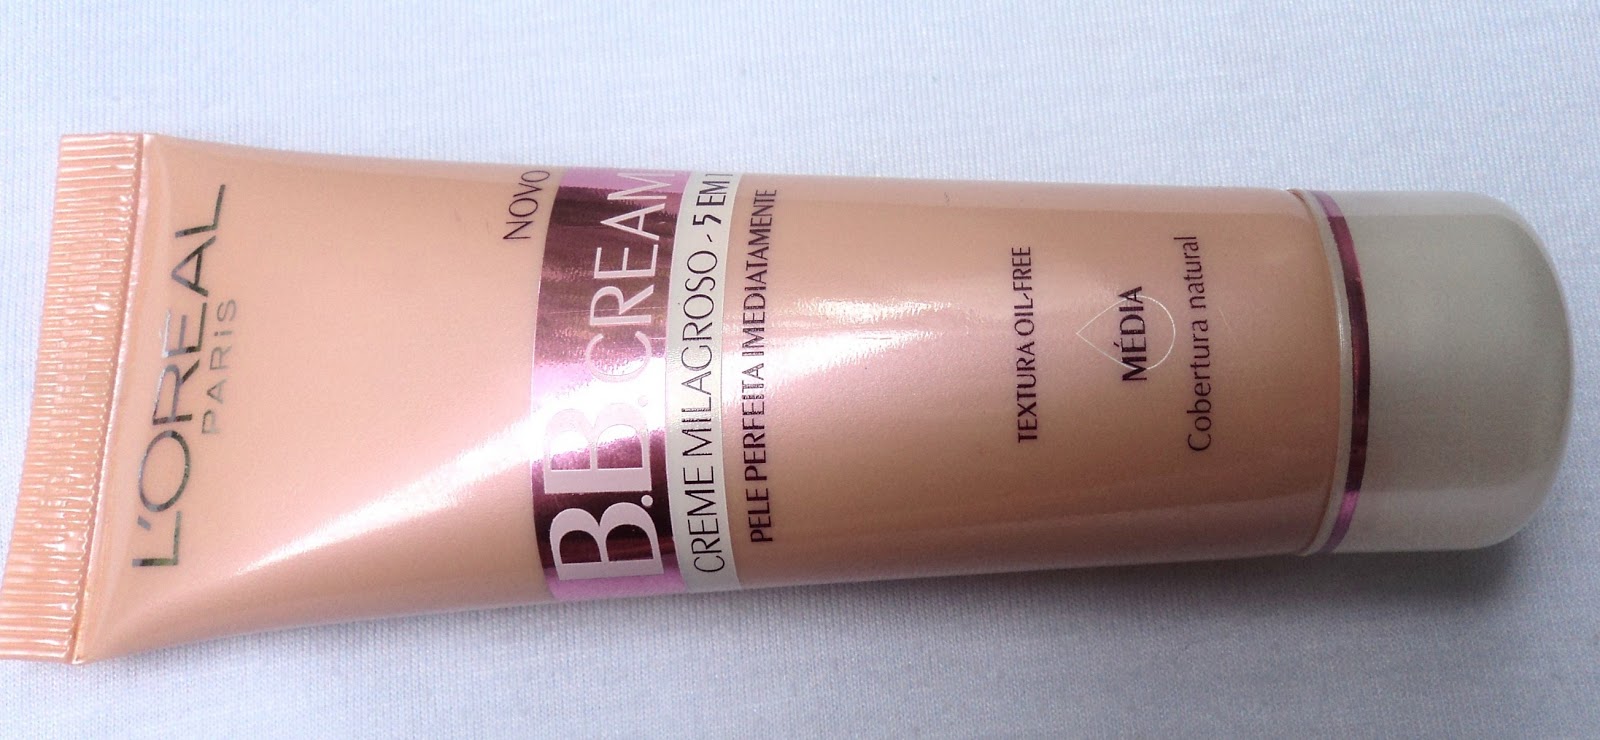 L'ORÉAL
PARIS
NOVO
B.B.CREAM
CREME MILAGROSO - 5 EM 1
PELE PERFEITA IMEDIATAMENTE
TEXTURA OIL-FREE
MÉDIA
Cobertura natural